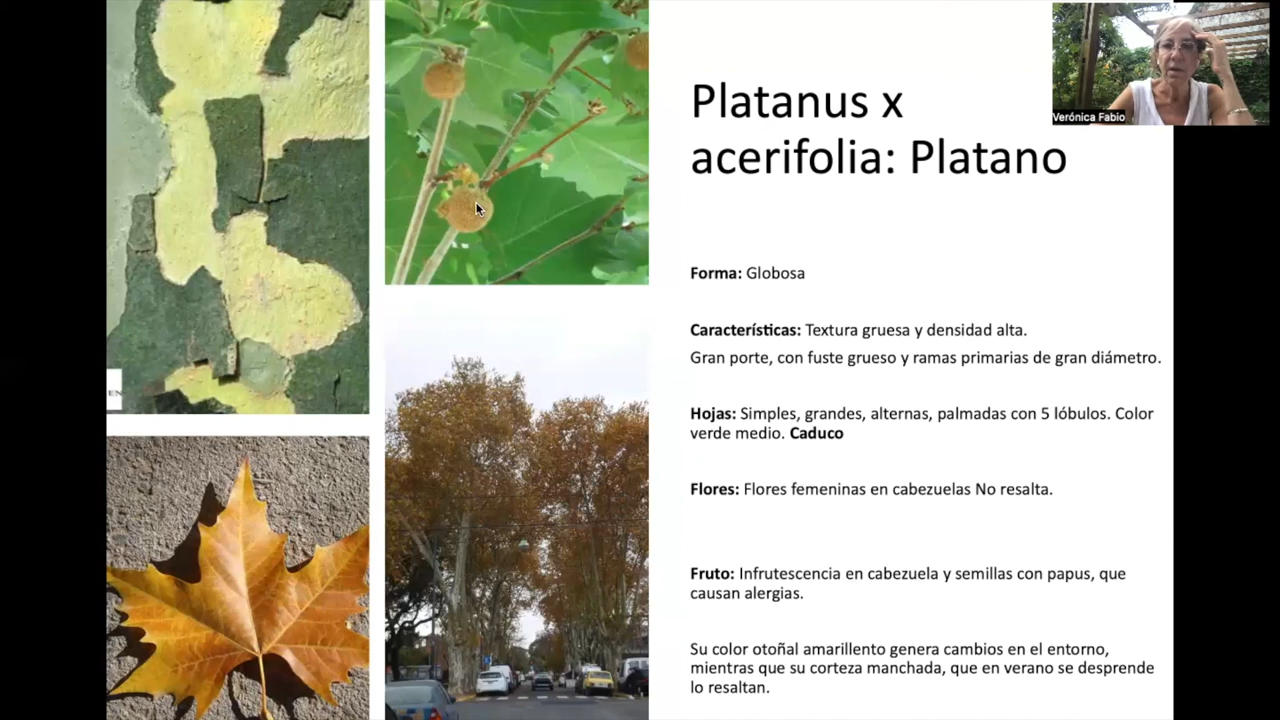 Platanus x
acerifolia: Platano
Verónica Fabio
Forma: Globosa
Características: Textura gruesa y densidad alta.
Gran porte, con fuste grueso y ramas primarias de gran diámetro.
Hojas: Simples, grandes, alternas, palmadas con 5 lóbulos. Color
verde medio. Caduco
Flores: Flores femeninas en cabezuelas No resalta.
Fruto: Infrutescencia en cabezuela y semillas con papus, que
causan alergias.
Su color otoñal amarillento genera cambios en el entorno,
mientras que su corteza manchada, que en verano se desprende
lo resaltan.